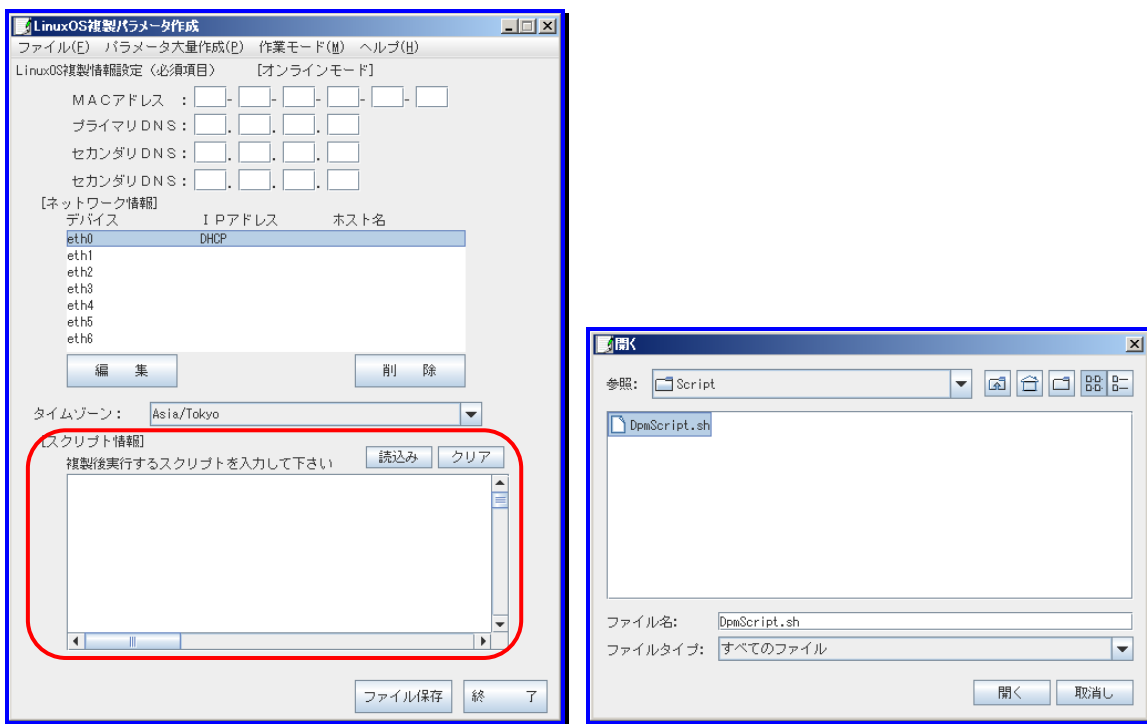 LinuxOS複製パラメータ作成
ファイル(F) パラメータ大量作成(P) 作業モード(M) ヘルプ(H)
LinuxOS複製情報設定（必須項目） [オンラインモード]
ＭＡＣアドレス ： - - - - -
プライマリＤＮＳ： . . .
セカンダリＤＮＳ： . . .
セカンダリＤＮＳ： . . .
[ネットワーク情報]
デバイス ＩＰアドレス ホスト名
eth0 DHCP
eth1
eth2
eth3
eth4
eth5
eth6
編 集 削 除
タイムゾーン： Asia/Tokyo
[スクリプト情報]
複製後実行するスクリプトを入力して下さい 読込み クリア
ファイル保存 終 了
開く
参照: Script
DpmScript.sh
ファイル名: DpmScript.sh
ファイルタイプ: すべてのファイル
開く 取消し